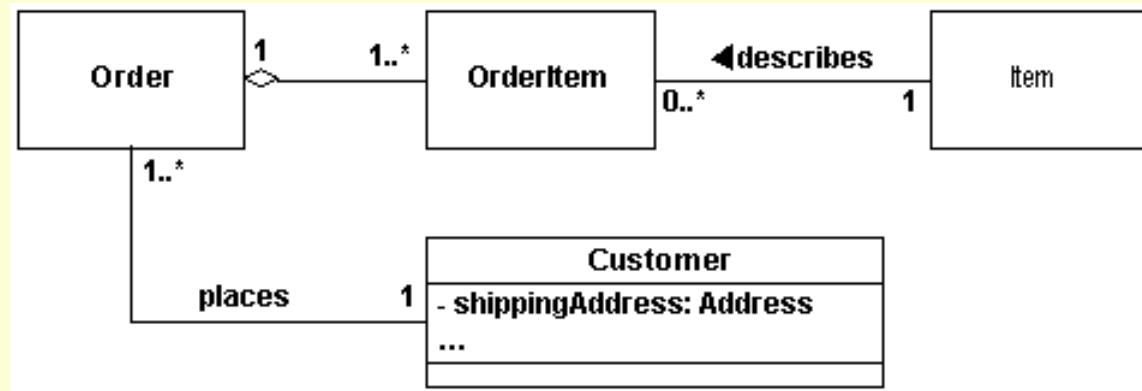 1
1..*
◀describes
Order
OrderItem
Item
0..*
1
1..*
Customer
places
1
- shippingAddress: Address
...